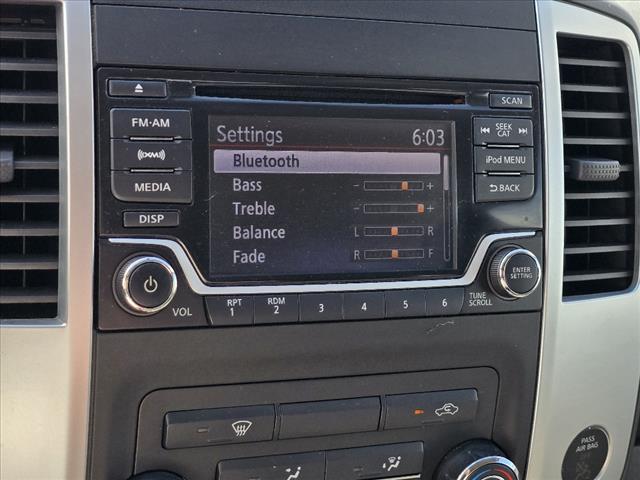 SCAN
FM·AM
((XM))
MEDIA
DISP
VOL
Settings 6:03
Bluetooth
Bass - +
Treble - +
Balance L R
Fade R F
SEEK
CAT
iPod MENU
BACK
ENTER
SETTING
TUNE
SCROLL
RPT
1
RDM
2
3 4 5 6
PASS
AIR BAG